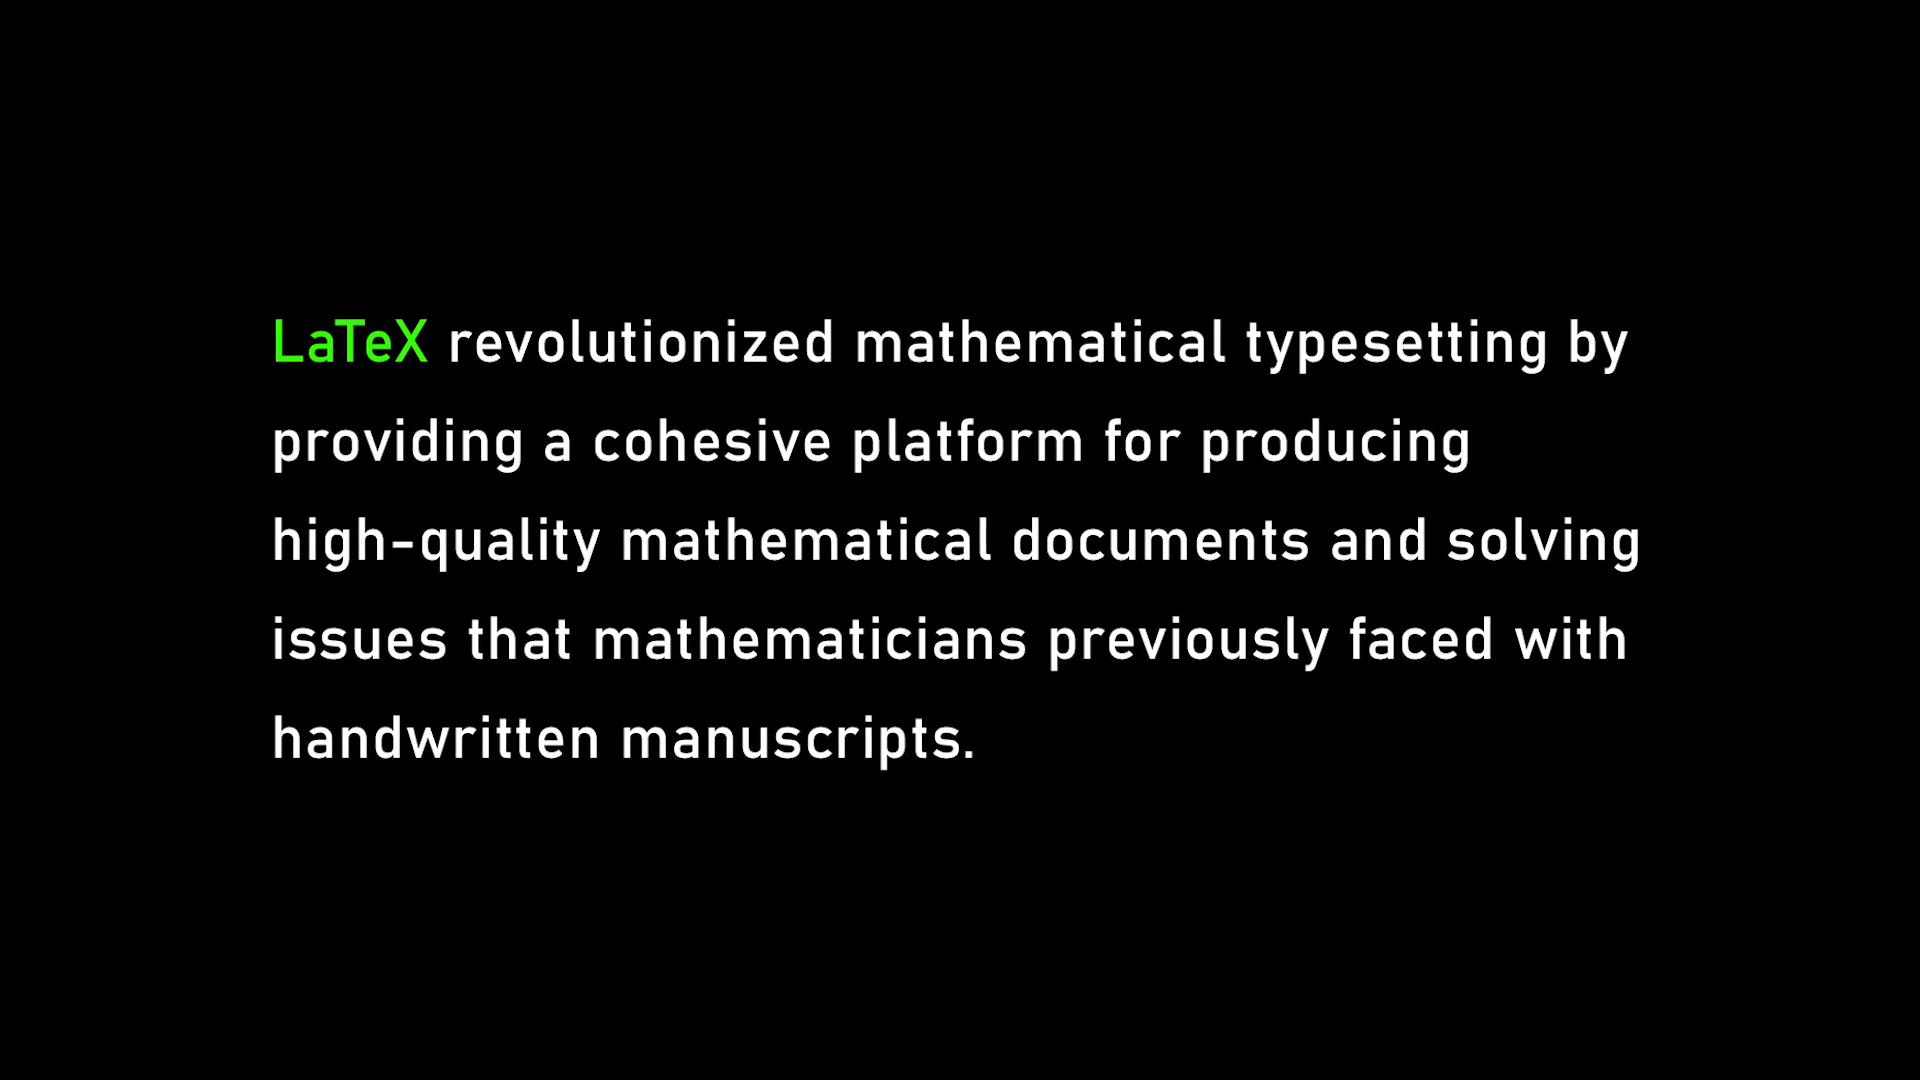 LaTeX revolutionized mathematical typesetting by
providing a cohesive platform for producing
high-quality mathematical documents and solving
issues that mathematicians previously faced with
handwritten manuscripts.